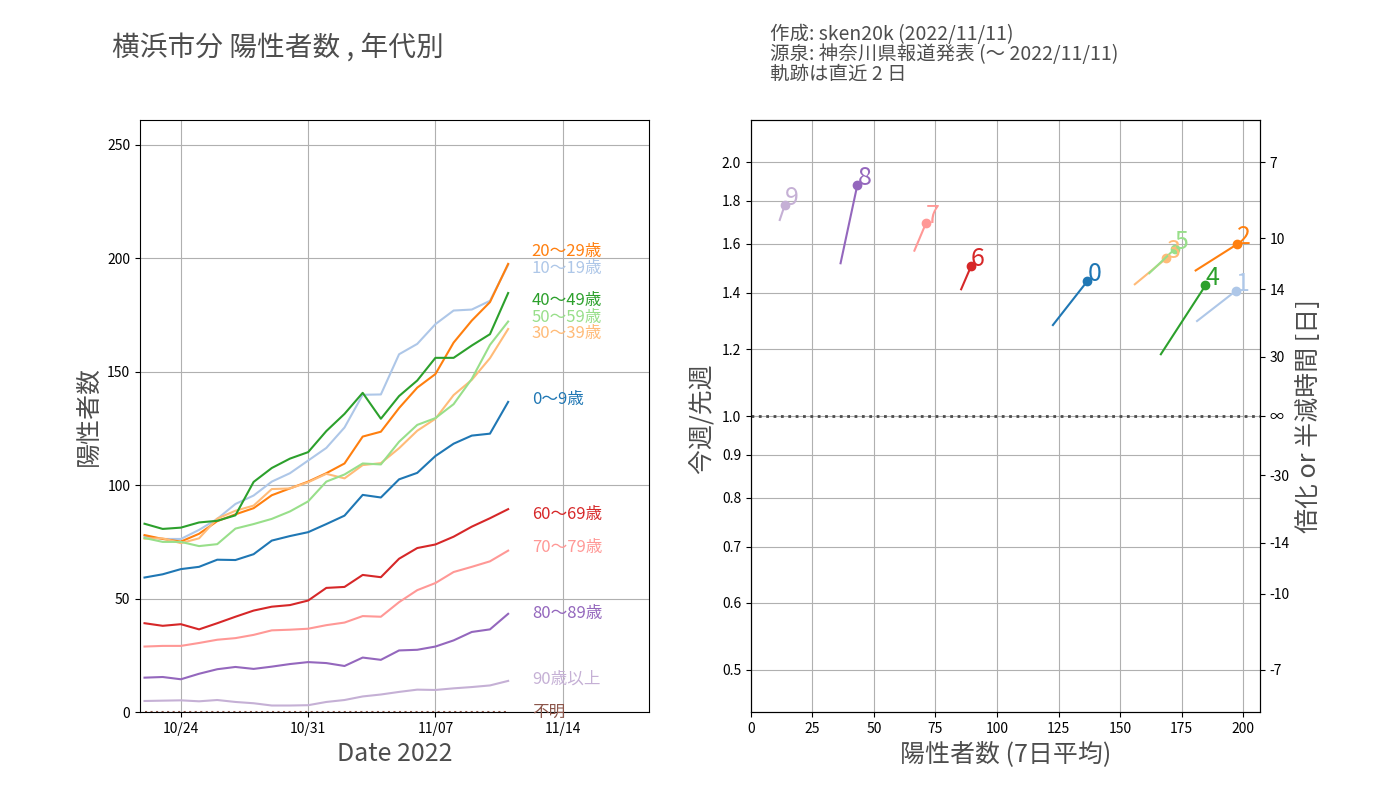 横浜市分 陽性者数 , 年代別
作成: sken20k (2022/11/11)
源泉: 神奈川県報道発表 (〜 2022/11/11)
軌跡は直近 2 日
陽性者数
250
200
150
100
50
0
10/24
10/31
11/07
11/14
Date 2022
20〜29歳
10〜19歳
40〜49歳
50〜59歳
30〜39歳
0〜9歳
60〜69歳
70〜79歳
80〜89歳
90歳以上
不明
今週/先週
2.0
1.8
1.6
1.4
1.2
1.0
0.9
0.8
0.7
0.6
0.5
9
8
7
6
0
3
5
2
4
1
0
25
50
75
100
125
150
175
200
陽性者数 (7日平均)
7
10
14
30
∞
-30
-14
-10
-7
倍化 or 半減時間 [日]